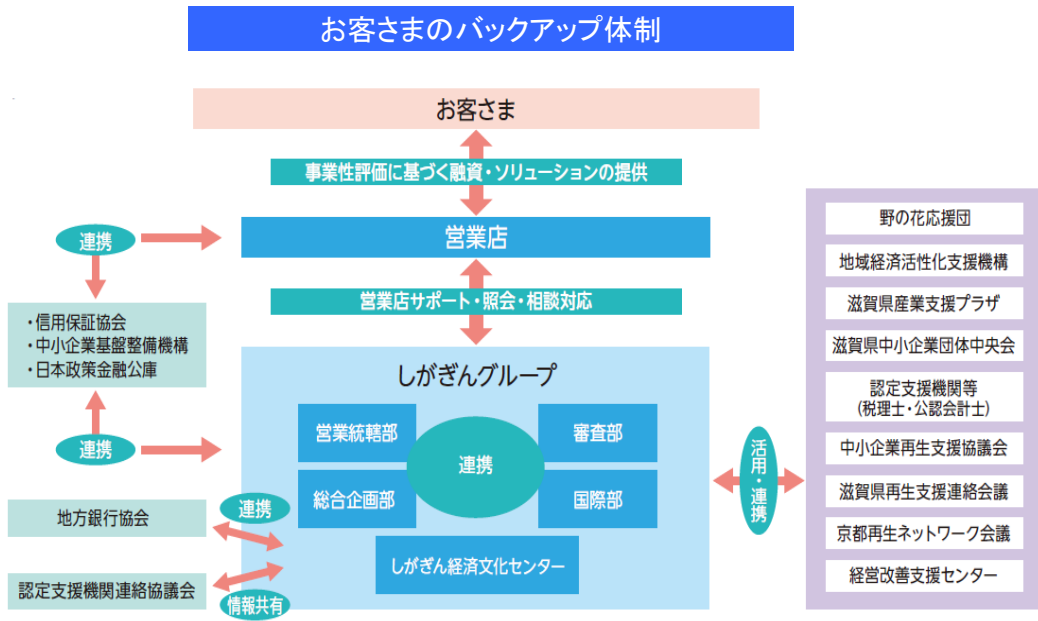 お客さまのバックアップ体制
お客さま
事業性評価に基づく融資・ソリューションの提供
営業店
連携
営業店サポート・照会・相談対応
・信用保証協会
・中小企業基盤整備機構
・日本政策金融公庫
連携
しがぎんグループ
営業統轄部
審査部
連携
総合企画部
国際部
しがぎん経済文化センター
連携
地方銀行協会
認定支援機関連絡協議会
情報共有
活用・連携
野の花応援団
地域経済活性化支援機構
滋賀県産業支援プラザ
滋賀県中小企業団体中央会
認定支援機関等
(税理士・公認会計士)
中小企業再生支援協議会
滋賀県再生支援連絡会議
京都再生ネットワーク会議
経営改善支援センター